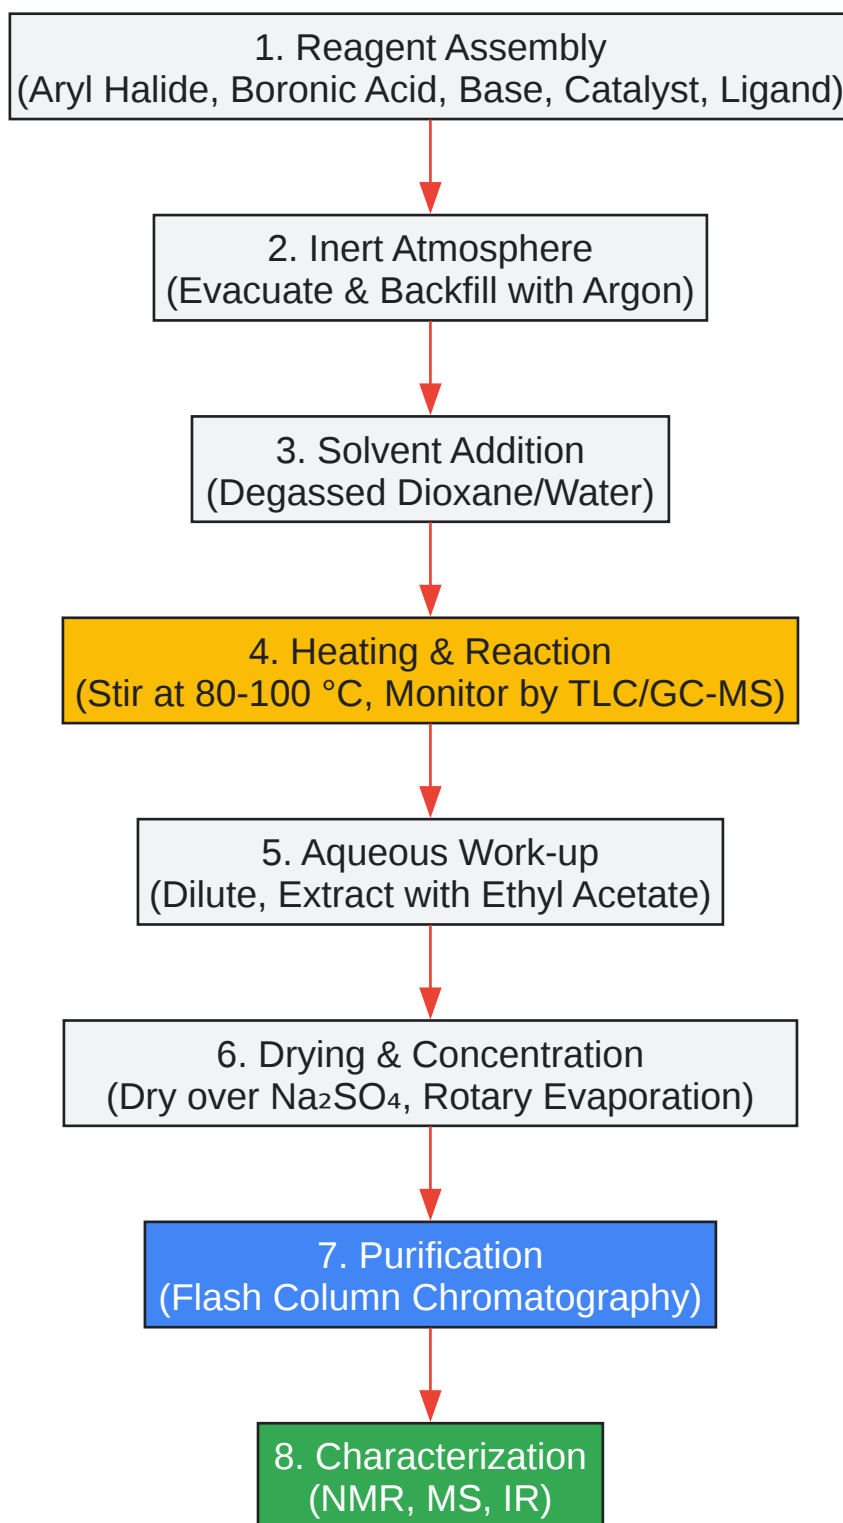 1. Reagent Assembly
(Aryl Halide, Boronic Acid, Base, Catalyst, Ligand)
2. Inert Atmosphere
(Evacuate & Backfill with Argon)
3. Solvent Addition
(Degassed Dioxane/Water)
4. Heating & Reaction
(Stir at 80-100 °C, Monitor by TLC/GC-MS)
5. Aqueous Work-up
(Dilute, Extract with Ethyl Acetate)
6. Drying & Concentration
(Dry over Na₂SO₄, Rotary Evaporation)
7. Purification
(Flash Column Chromatography)
8. Characterization
(NMR, MS, IR)